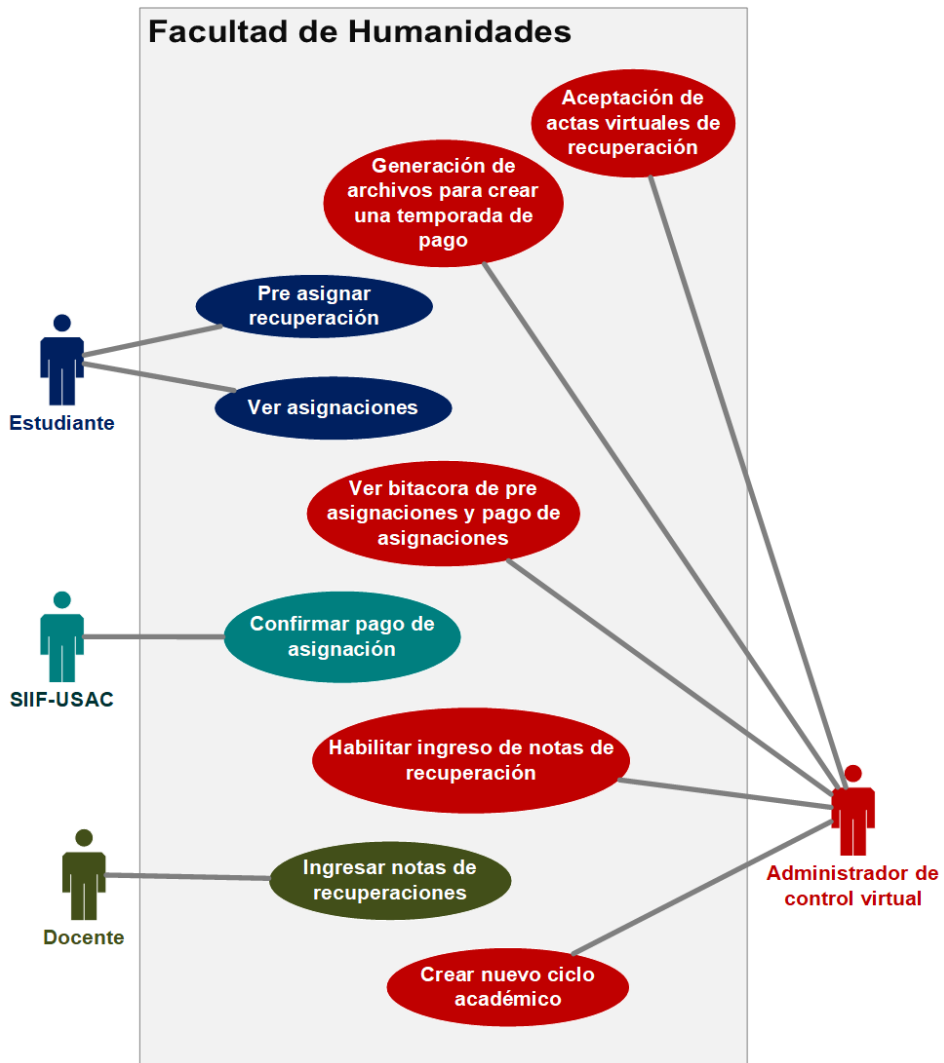 Facultad de Humanidades
Aceptación de
actas virtuales de
recuperación
Generación de
archivos para crear
una temporada de
pago
Pre asignar
recuperación
Estudiante
Ver asignaciones
Ver bitacora de pre
asignaciones y pago de
asignaciones
Confirmar pago de
asignación
SIIF-USAC
Habilitar ingreso de notas de
recuperación
Ingresar notas de
recuperaciones
Docente
Administrador de
control virtual
Crear nuevo ciclo
académico